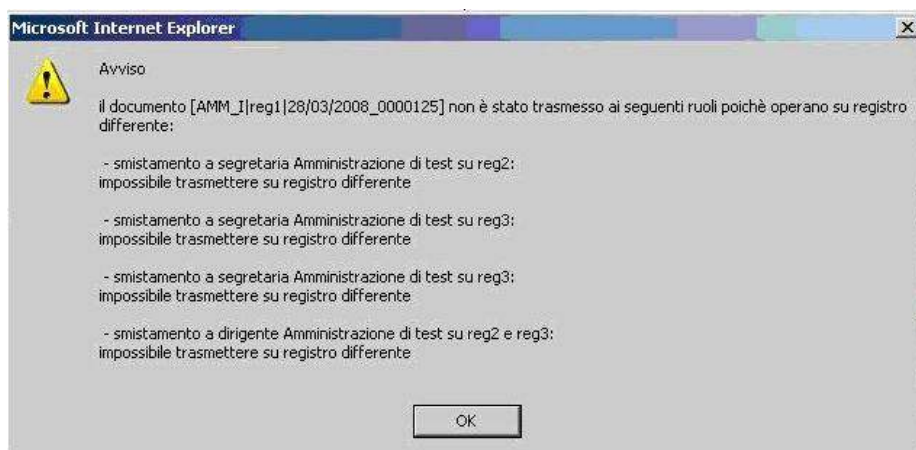 Microsoft Internet Explorer
Avviso
il documento [AMM_I|reg1|28/03/2008_0000125] non è stato trasmesso ai seguenti ruoli poichè operano su registro
differente:
- smistamento a segretaria Amministrazione di test su reg2:
impossibile trasmettere su registro differente
- smistamento a segretaria Amministrazione di test su reg3:
impossibile trasmettere su registro differente
- smistamento a segretaria Amministrazione di test su reg3:
impossibile trasmettere su registro differente
- smistamento a dirigente Amministrazione di test su reg2 e reg3:
impossibile trasmettere su registro differente
OK